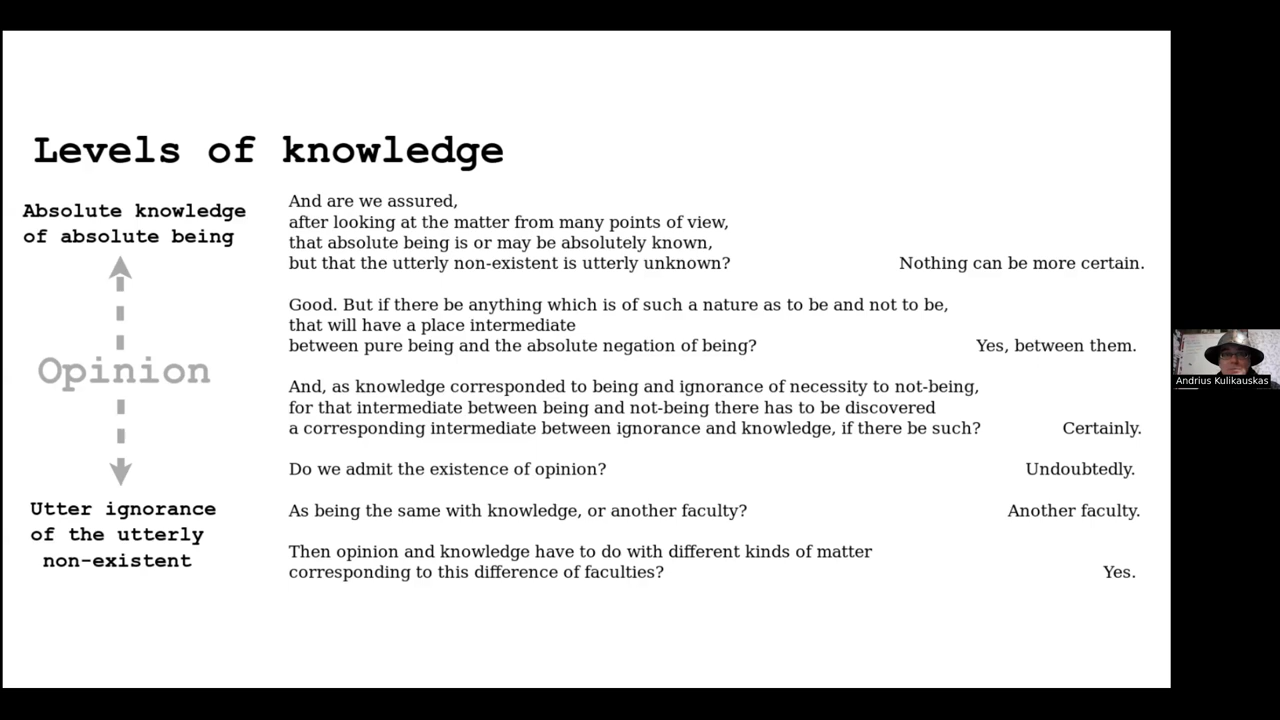 Levels of knowledge
Absolute knowledge
of absolute being
Opinion
Utter ignorance
of the utterly
non-existent
And are we assured,
after looking at the matter from many points of view,
that absolute being is or may be absolutely known,
but that the utterly non-existent is utterly unknown? Nothing can be more certain.
Good. But if there be anything which is of such a nature as to be and not to be,
that will have a place intermediate
between pure being and the absolute negation of being? Yes, between them.
And, as knowledge corresponded to being and ignorance of necessity to not-being,
for that intermediate between being and not-being there has to be discovered
a corresponding intermediate between ignorance and knowledge, if there be such? Certainly.
Do we admit the existence of opinion? Undoubtedly.
As being the same with knowledge, or another faculty? Another faculty.
Then opinion and knowledge have to do with different kinds of matter
corresponding to this difference of faculties? Yes.
Andrius Kulikauskas